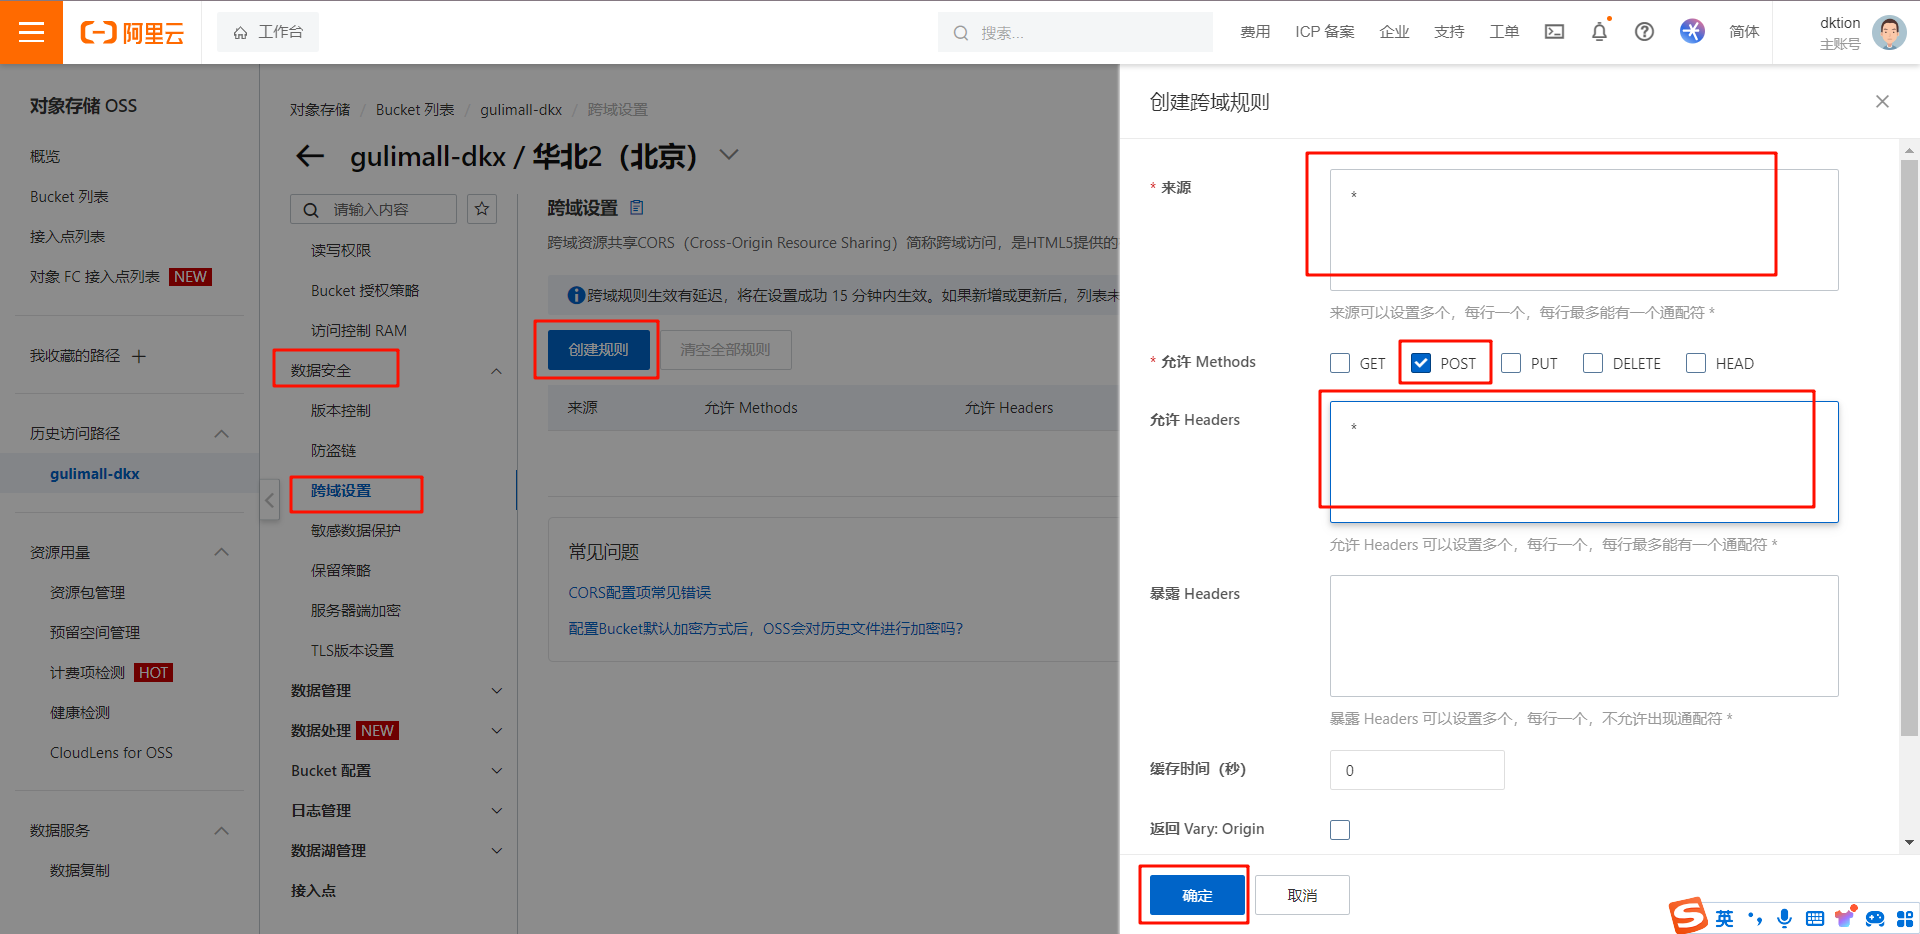 阿里云
工作台
搜索...
费用
ICP 备案
企业
支持
工单
简体
dktion
主账号
对象存储 OSS
概览
Bucket 列表
接入点列表
对象 FC 接入点列表 NEW
我收藏的路径
历史访问路径
gulimall-dkx
资源用量
资源包管理
预留空间管理
计费项检测 HOT
健康检测
CloudLens for OSS
数据服务
数据复制
对象存储 / Bucket 列表 / gulimall-dkx / 跨域设置
gulimall-dkx / 华北2（北京）
请输入内容
读写权限
Bucket 授权策略
访问控制 RAM
数据安全
版本控制
防盗链
跨域设置
敏感数据保护
保留策略
服务器端加密
TLS版本设置
数据管理
数据处理 NEW
Bucket 配置
日志管理
数据湖管理
接入点
跨域设置
跨域资源共享CORS（Cross-Origin Resource Sharing）简称跨域访问，是HTML5提供的
跨域规则生效有延迟，将在设置成功 15 分钟内生效。如果新增或更新后，列表未
创建规则
清空全部规则
来源
允许 Methods
允许 Headers
常见问题
CORS配置项常见错误
配置Bucket默认加密方式后，OSS会对历史文件进行加密吗？
创建跨域规则
* 来源
*
来源可以设置多个，每行一个，每行最多能有一个通配符 *
* 允许 Methods
GET
POST
PUT
DELETE
HEAD
允许 Headers
*
允许 Headers 可以设置多个，每行一个，每行最多能有一个通配符 *
暴露 Headers
暴露 Headers 可以设置多个，每行一个，不允许出现通配符 *
缓存时间（秒）
0
返回 Vary: Origin
确定
取消
英